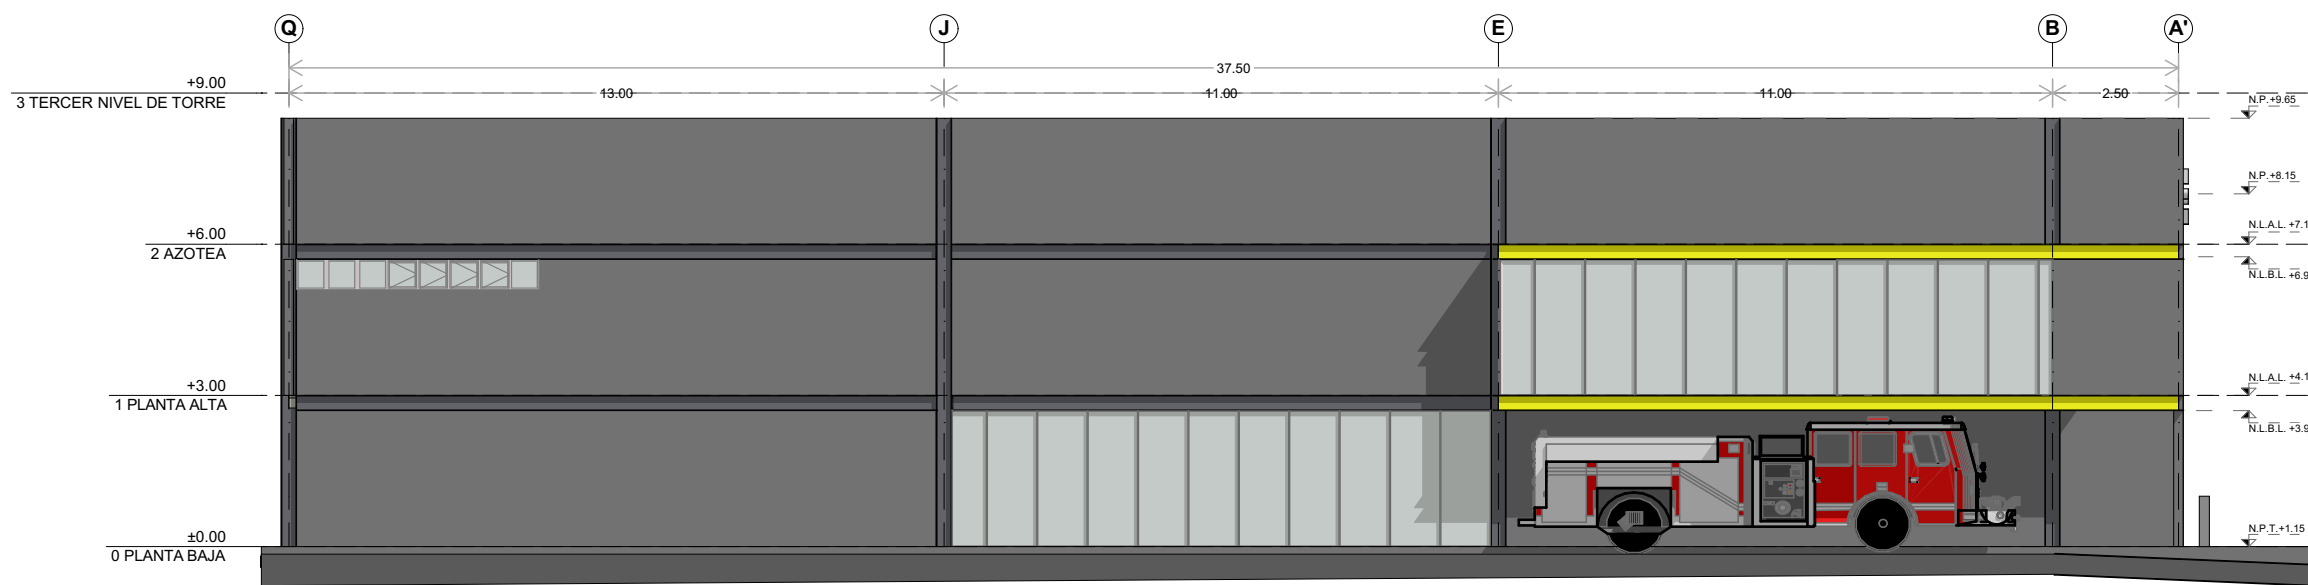 Q J E B A'
37.50
+9.00
3 TERCER NIVEL DE TORRE
13.00 11.00 11.00 2.50
N.P.+9.65
N.P.+8.15
+6.00
2 AZOTEA
N.L.A.L. +7.1
N.L.B.L. +6.9
+3.00
1 PLANTA ALTA
N.L.A.L. +4.1
N.L.B.L. +3.9
±0.00
0 PLANTA BAJA
N.P.T.+1.15